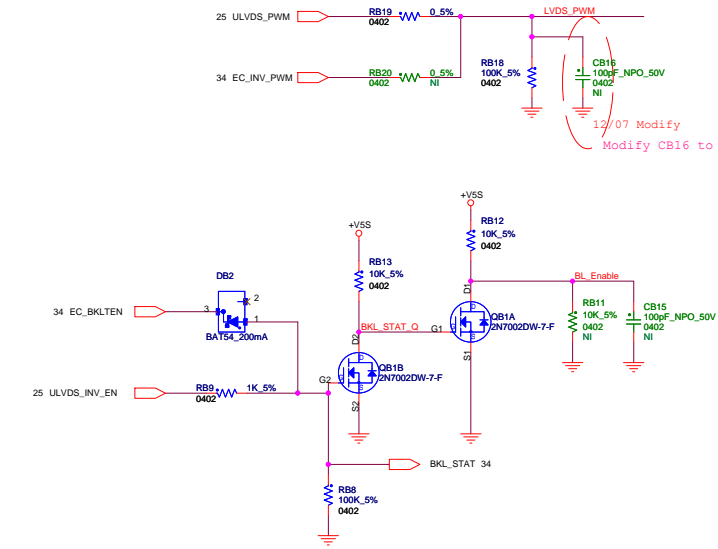 25 ULVDS_PWM
RB19
0402
0_5%
LVDS_PWM
34 EC_INV_PWM
RB20
0402
0_5%
NI
RB18
100K_5%
0402
CB16
100pF_NPO_50V
0402
NI
12/07 Modify
Modify CB16 to
+V5S
RB12
10K_5%
0402
+V5S
RB13
10K_5%
0402
DB2
2
3
1
BAT54_200mA
34 EC_BKLTEN
BKL_STAT_Q
D1
G1
D
G
S
S1
QB1A
2N7002DW-7-F
BL_Enable
RB11
10K_5%
0402
NI
CB15
100pF_NPO_50V
0402
NI
D2
G2
D
G
S
S2
QB1B
2N7002DW-7-F
25 ULVDS_INV_EN
RB9
0402
1K_5%
BKL_STAT 34
RB8
100K_5%
0402